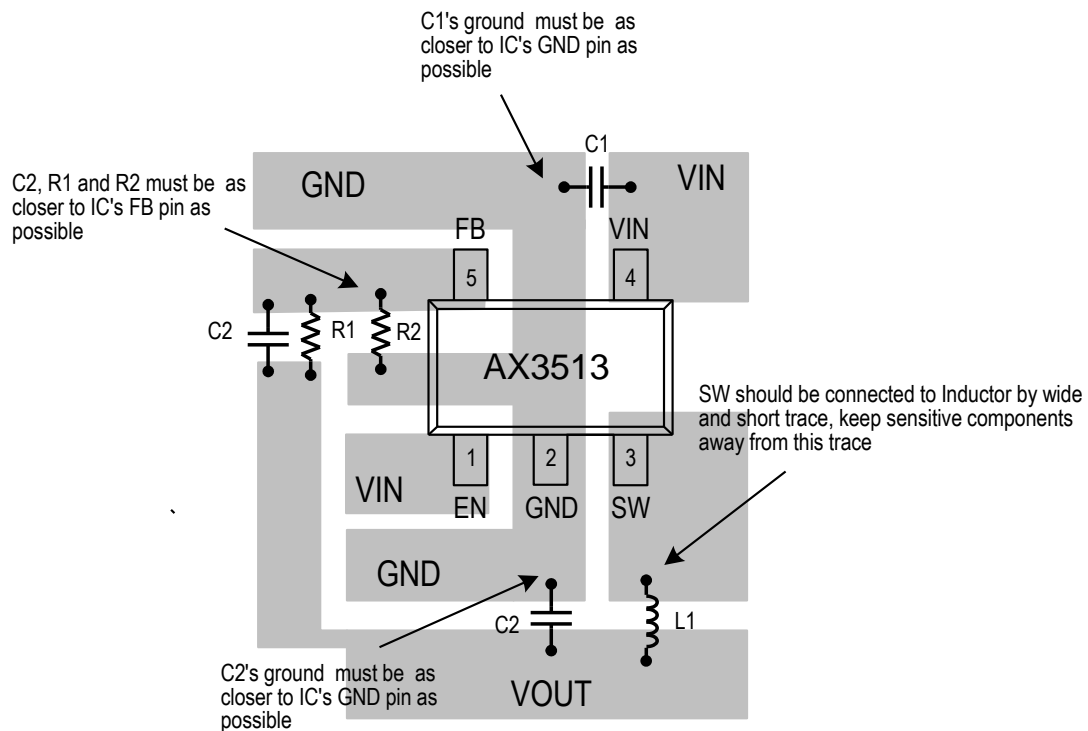 C1's ground must be as
closer to IC's GND pin as
possible
C1
GND
VIN
C2, R1 and R2 must be as
closer to IC's FB pin as
possible
FB
VIN
5
4
C2
R1
R2
AX3513
SW should be connected to Inductor by wide
and short trace, keep sensitive components
away from this trace
1
2
3
VIN
EN
GND
SW
`
GND
C2
L1
C2's ground must be as
closer to IC's GND pin as
possible
VOUT